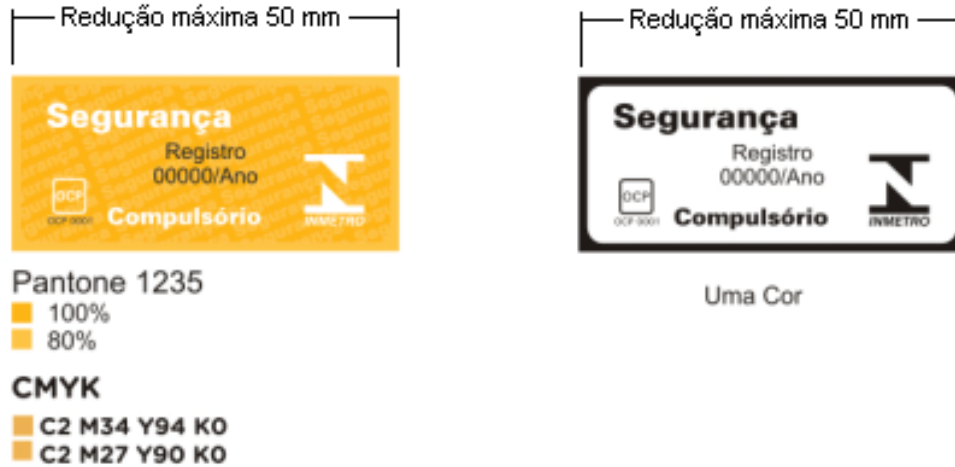 Redução máxima 50 mm
Segurança
Registro
00000/Ano
OCP
OCP 0001
Compulsório
INMETRO
Pantone 1235
100%
80%
CMYK
C2 M34 Y94 K0
C2 M27 Y90 K0
Redução máxima 50 mm
Segurança
Registro
00000/Ano
OCP
OCP 0001
Compulsório
INMETRO
Uma Cor